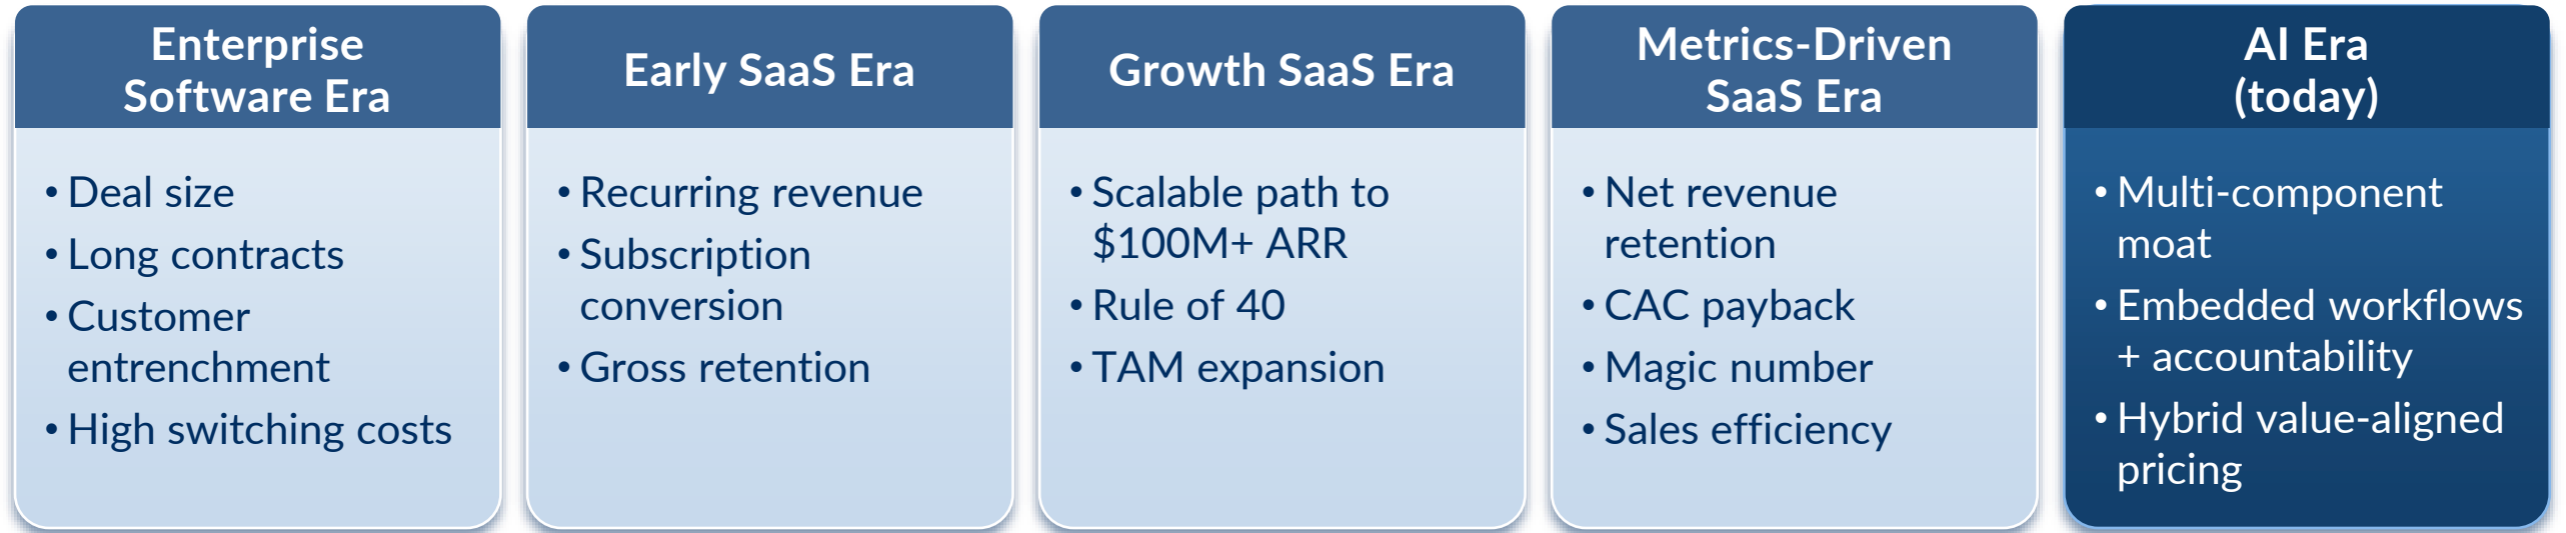 Enterprise
Software Era
• Deal size
• Long contracts
• Customer
entrenchment
• High switching costs
Early SaaS Era
• Recurring revenue
• Subscription
conversion
• Gross retention
Growth SaaS Era
• Scalable path to
$100M+ ARR
• Rule of 40
• TAM expansion
Metrics-Driven
SaaS Era
• Net revenue
retention
• CAC payback
• Magic number
• Sales efficiency
AI Era
(today)
• Multi-component
moat
• Embedded workflows
+ accountability
• Hybrid value-aligned
pricing